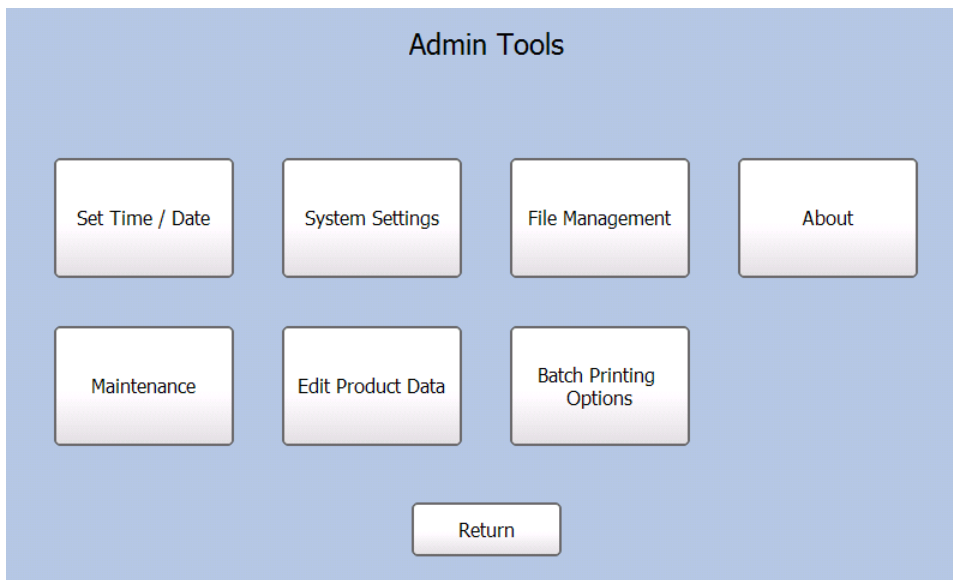 Admin Tools
Set Time / Date
System Settings
File Management
About
Maintenance
Edit Product Data
Batch Printing
Options
Return